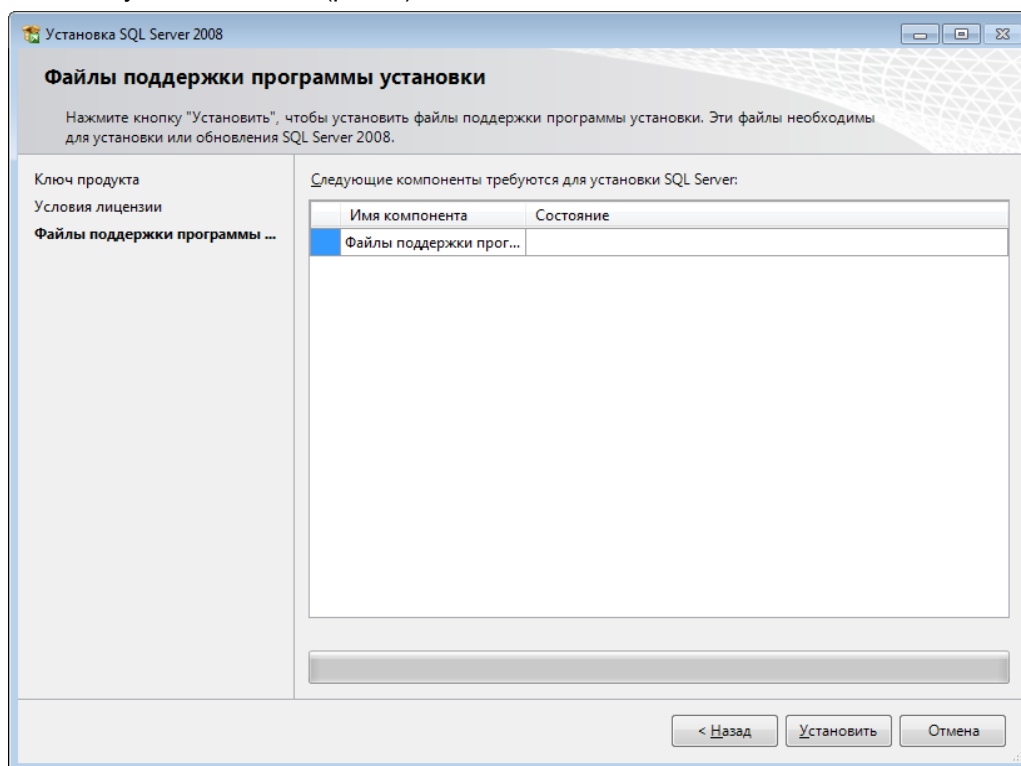 Установка SQL Server 2008
Файлы поддержки программы установки
Нажмите кнопку "Установить", чтобы установить файлы поддержки программы установки. Эти файлы необходимы
для установки или обновления SQL Server 2008.
Ключ продукта
Условия лицензии
Файлы поддержки программы ...
Следующие компоненты требуются для установки SQL Server:
Имя компонента Состояние
Файлы поддержки прог...
< Назад Установить Отмена